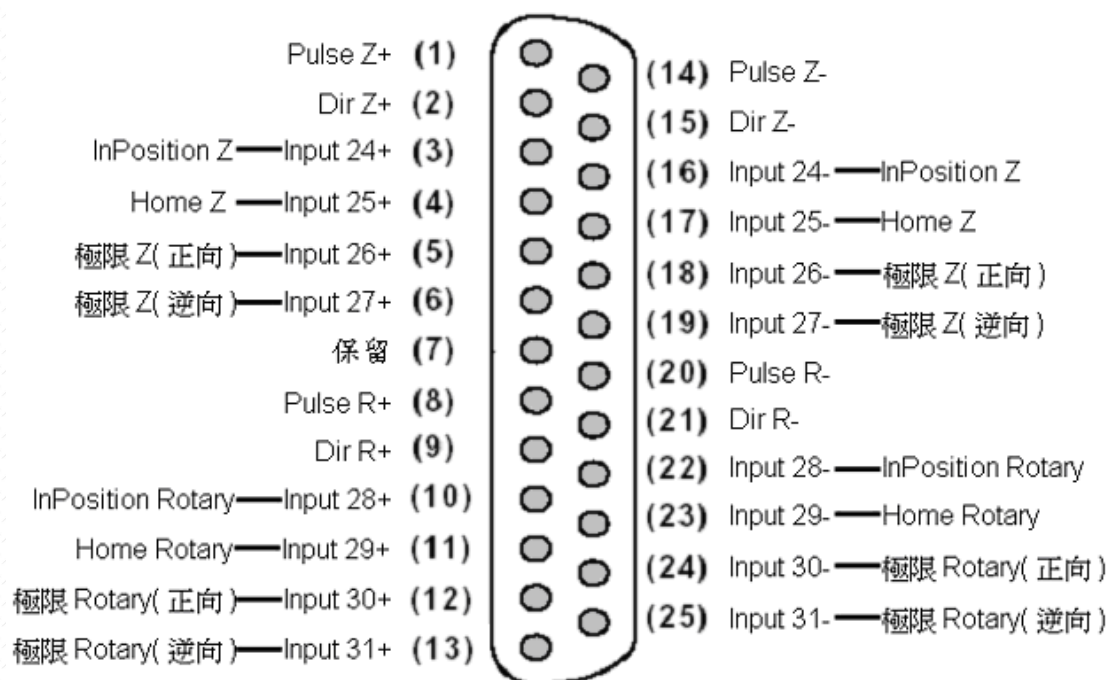 Pulse Z+ (1)
Dir Z+ (2)
InPosition Z Input 24+ (3)
Home Z Input 25+ (4)
極限 Z( 正向 ) Input 26+ (5)
極限 Z( 逆向 ) Input 27+ (6)
保留 (7)
Pulse R+ (8)
Dir R+ (9)
InPosition Rotary Input 28+ (10)
Home Rotary Input 29+ (11)
極限 Rotary( 正向 ) Input 30+ (12)
極限 Rotary( 逆向 ) Input 31+ (13)
(14) Pulse Z-
(15) Dir Z-
(16) Input 24- InPosition Z
(17) Input 25- Home Z
(18) Input 26- 極限 Z( 正向 )
(19) Input 27- 極限 Z( 逆向 )
(20) Pulse R-
(21) Dir R-
(22) Input 28- InPosition Rotary
(23) Input 29- Home Rotary
(24) Input 30- 極限 Rotary( 正向 )
(25) Input 31- 極限 Rotary( 逆向 )